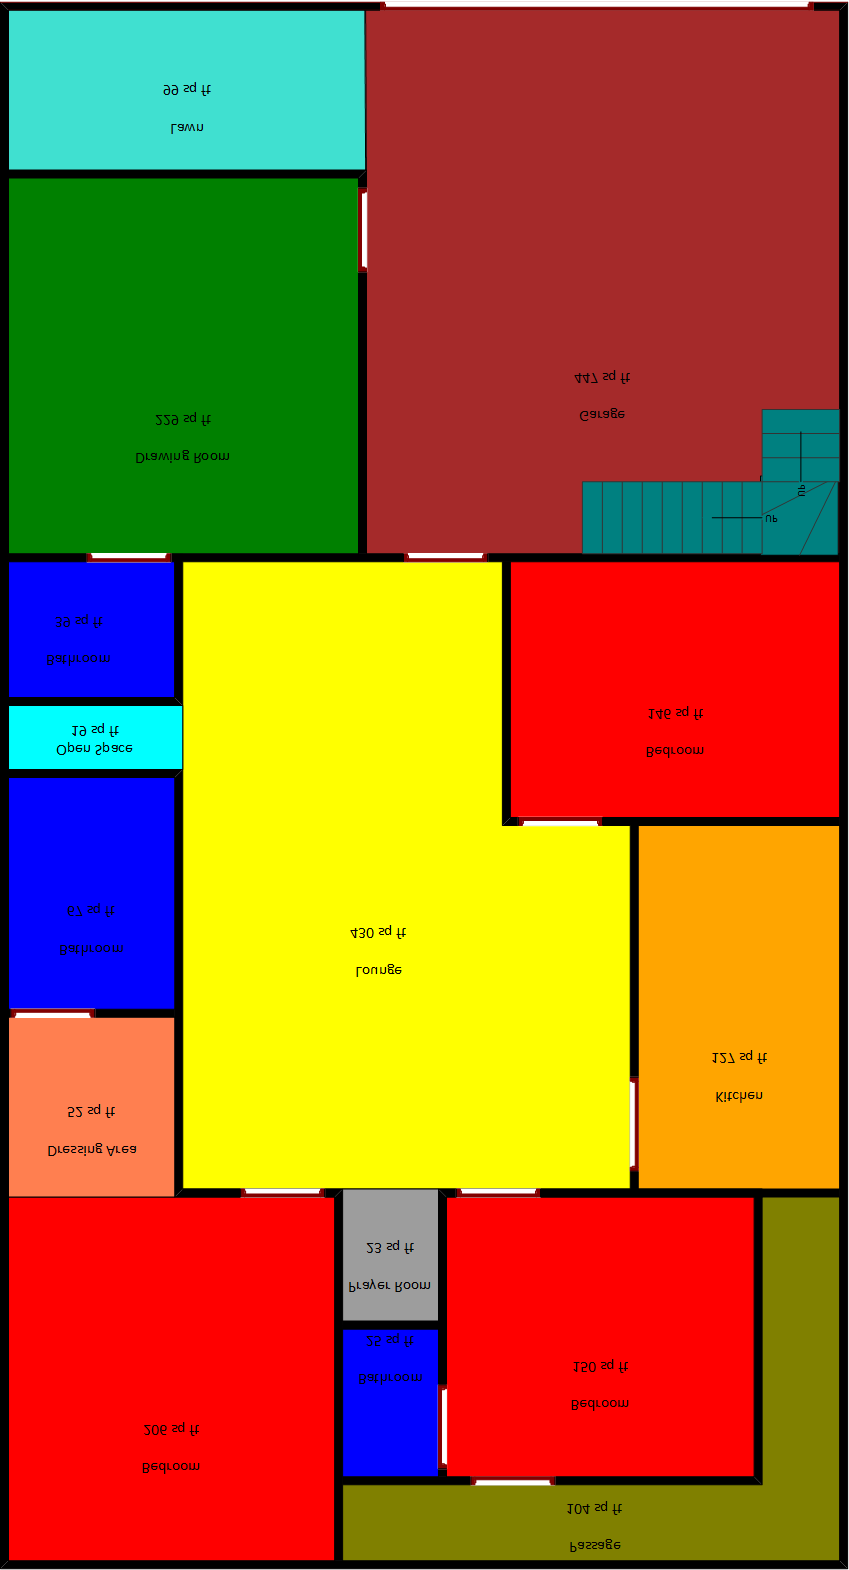 99 sq ft
Lawn
447 sq ft
Garage
229 sq ft
Drawing Room
UP
UP
39 sq ft
Bathroom
146 sq ft
Bedroom
19 sq ft
Open Space
67 sq ft
Bathroom
430 sq ft
Lounge
127 sq ft
Kitchen
52 sq ft
Dressing Area
23 sq ft
Prayer Room
25 sq ft
Bathroom
150 sq ft
Bedroom
206 sq ft
Bedroom
104 sq ft
Passage